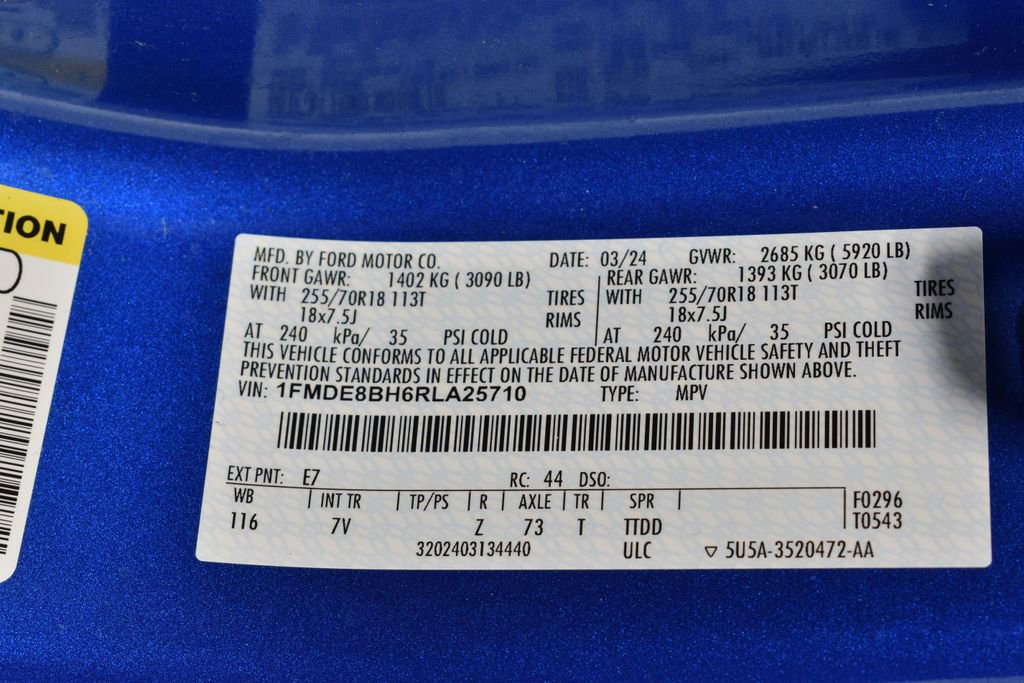 TION
MFD. BY FORD MOTOR CO. DATE: 03/24 GVWR: 2685 KG ( 5920 LB)
FRONT GAWR: 1402 KG ( 3090 LB) REAR GAWR: 1393 KG ( 3070 LB)
WITH 255/70R18 113T TIRES WITH 255/70R18 113T TIRES
18x7.5J RIMS 18x7.5J RIMS
AT 240 kPa/ 35 PSI COLD AT 240 kPa/ 35 PSI COLD
THIS VEHICLE CONFORMS TO ALL APPLICABLE FEDERAL MOTOR VEHICLE SAFETY AND THEFT
PREVENTION STANDARDS IN EFFECT ON THE DATE OF MANUFACTURE SHOWN ABOVE.
VIN: 1FMDE8BH6RLA25710 TYPE: MPV
EXT PNT: E7 RC: 44 DSO:
WB INT TR TP/PS R AXLE TR SPR F0296
116 7V Z 73 T TTDD T0543
3202403134440 ULC ▽ 5U5A-3520472-AA